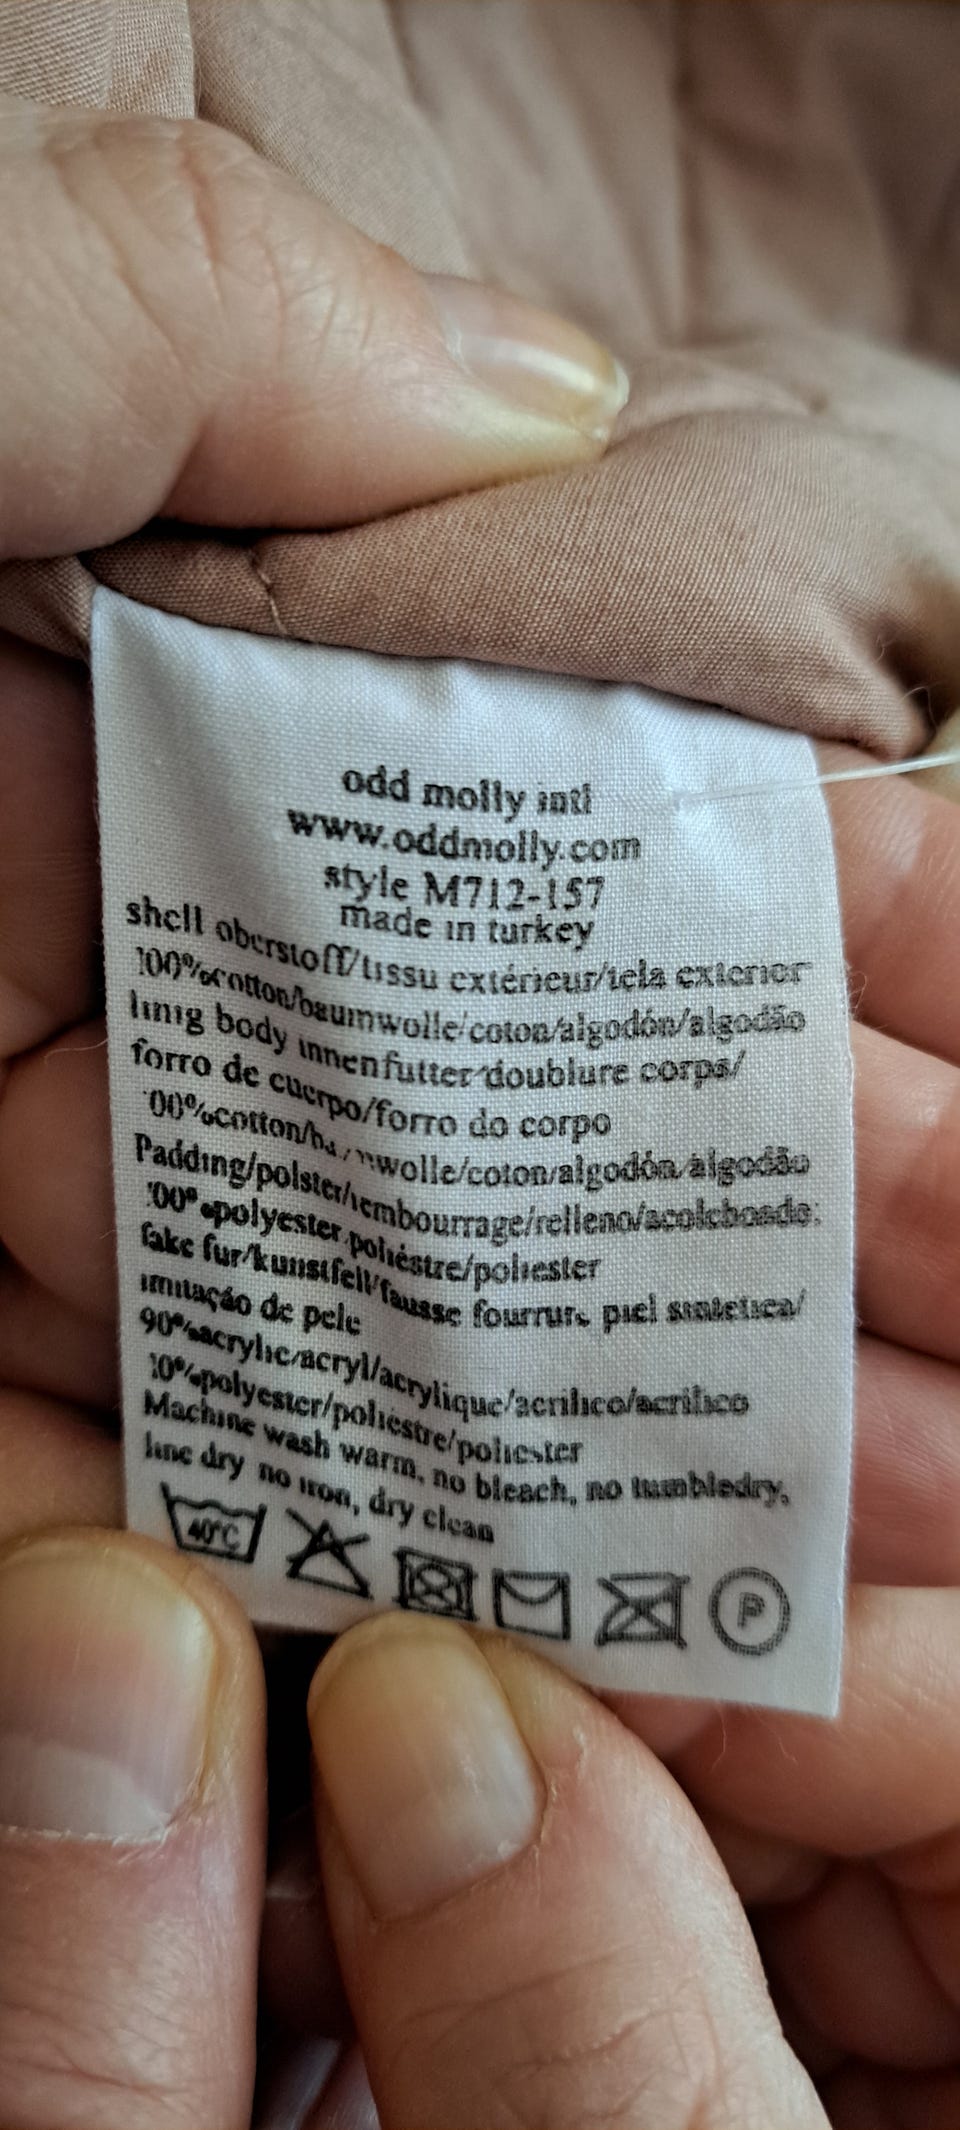 odd molly intl
www.oddmolly.com
style M712-157
made in turkey
shell oberstoff/tissu extérieur/tela exterior
100%cotton/baumwolle/coton/algodón/algodão
linig body innenfutter/doublure corps/
forro de cuerpo/forro do corpo
100%cotton/baumwolle/coton/algodón/algodão
Padding/polster/rembourrage/relleno/acolchoado:
100%polyester/poliéstre/poliester
fake fur/kunstfell/fausse fourrure piel sintetica/
imitação de pele
90%acrylic/acryl/acrylique/acrilico/acrilico
10%polyester/poliéstre/poliester
Machine wash warm, no bleach, no tumbledry,
line dry no iron, dry clean
40°C
P